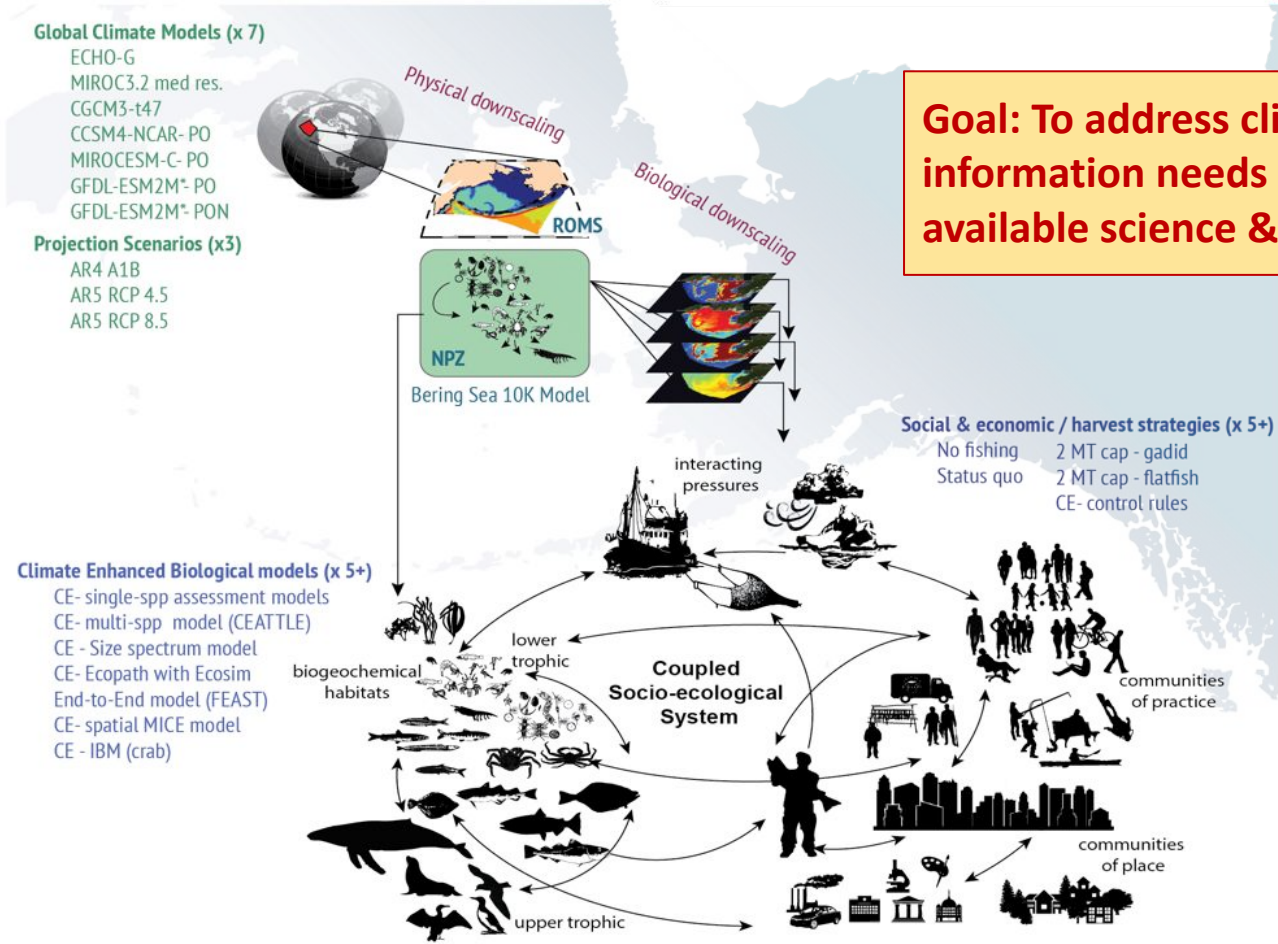 Global Climate Models (x 7)
ECHO-G
MIROC3.2 med res.
CGCM3-t47
CCSM4-NCAR- PO
MIROCESM-C- PO
GFDL-ESM2M*- PO
GFDL-ESM2M*- PON
Projection Scenarios (x3)
AR4 A1B
AR5 RCP 4.5
AR5 RCP 8.5
Physical downscaling
ROMS
Biological downscaling
NPZ
Bering Sea 10K Model
Goal: To address cli
information needs
available science &
Social & economic / harvest strategies (x 5+)
No fishing 2 MT cap - gadid
Status quo 2 MT cap - flatfish
CE- control rules
interacting
pressures
Climate Enhanced Biological models (x 5+)
CE- single-spp assessment models
CE- multi-spp model (CEATTLE)
CE - Size spectrum model
CE- Ecopath with Ecosim
End-to-End model (FEAST)
CE- spatial MICE model
CE - IBM (crab)
biogeochemical
habitats
lower
trophic
Coupled
Socio-ecological
System
communities
of practice
communities
of place
upper trophic